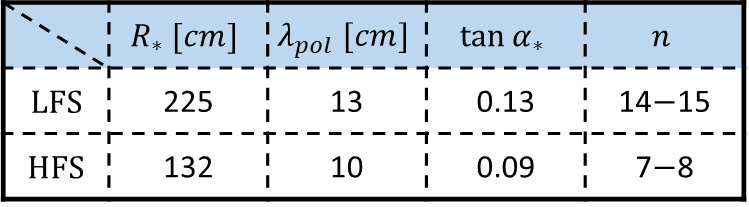 R* [cm] λpol [cm] tan α* n
LFS 225 13 0.13 14−15
HFS 132 10 0.09 7−8